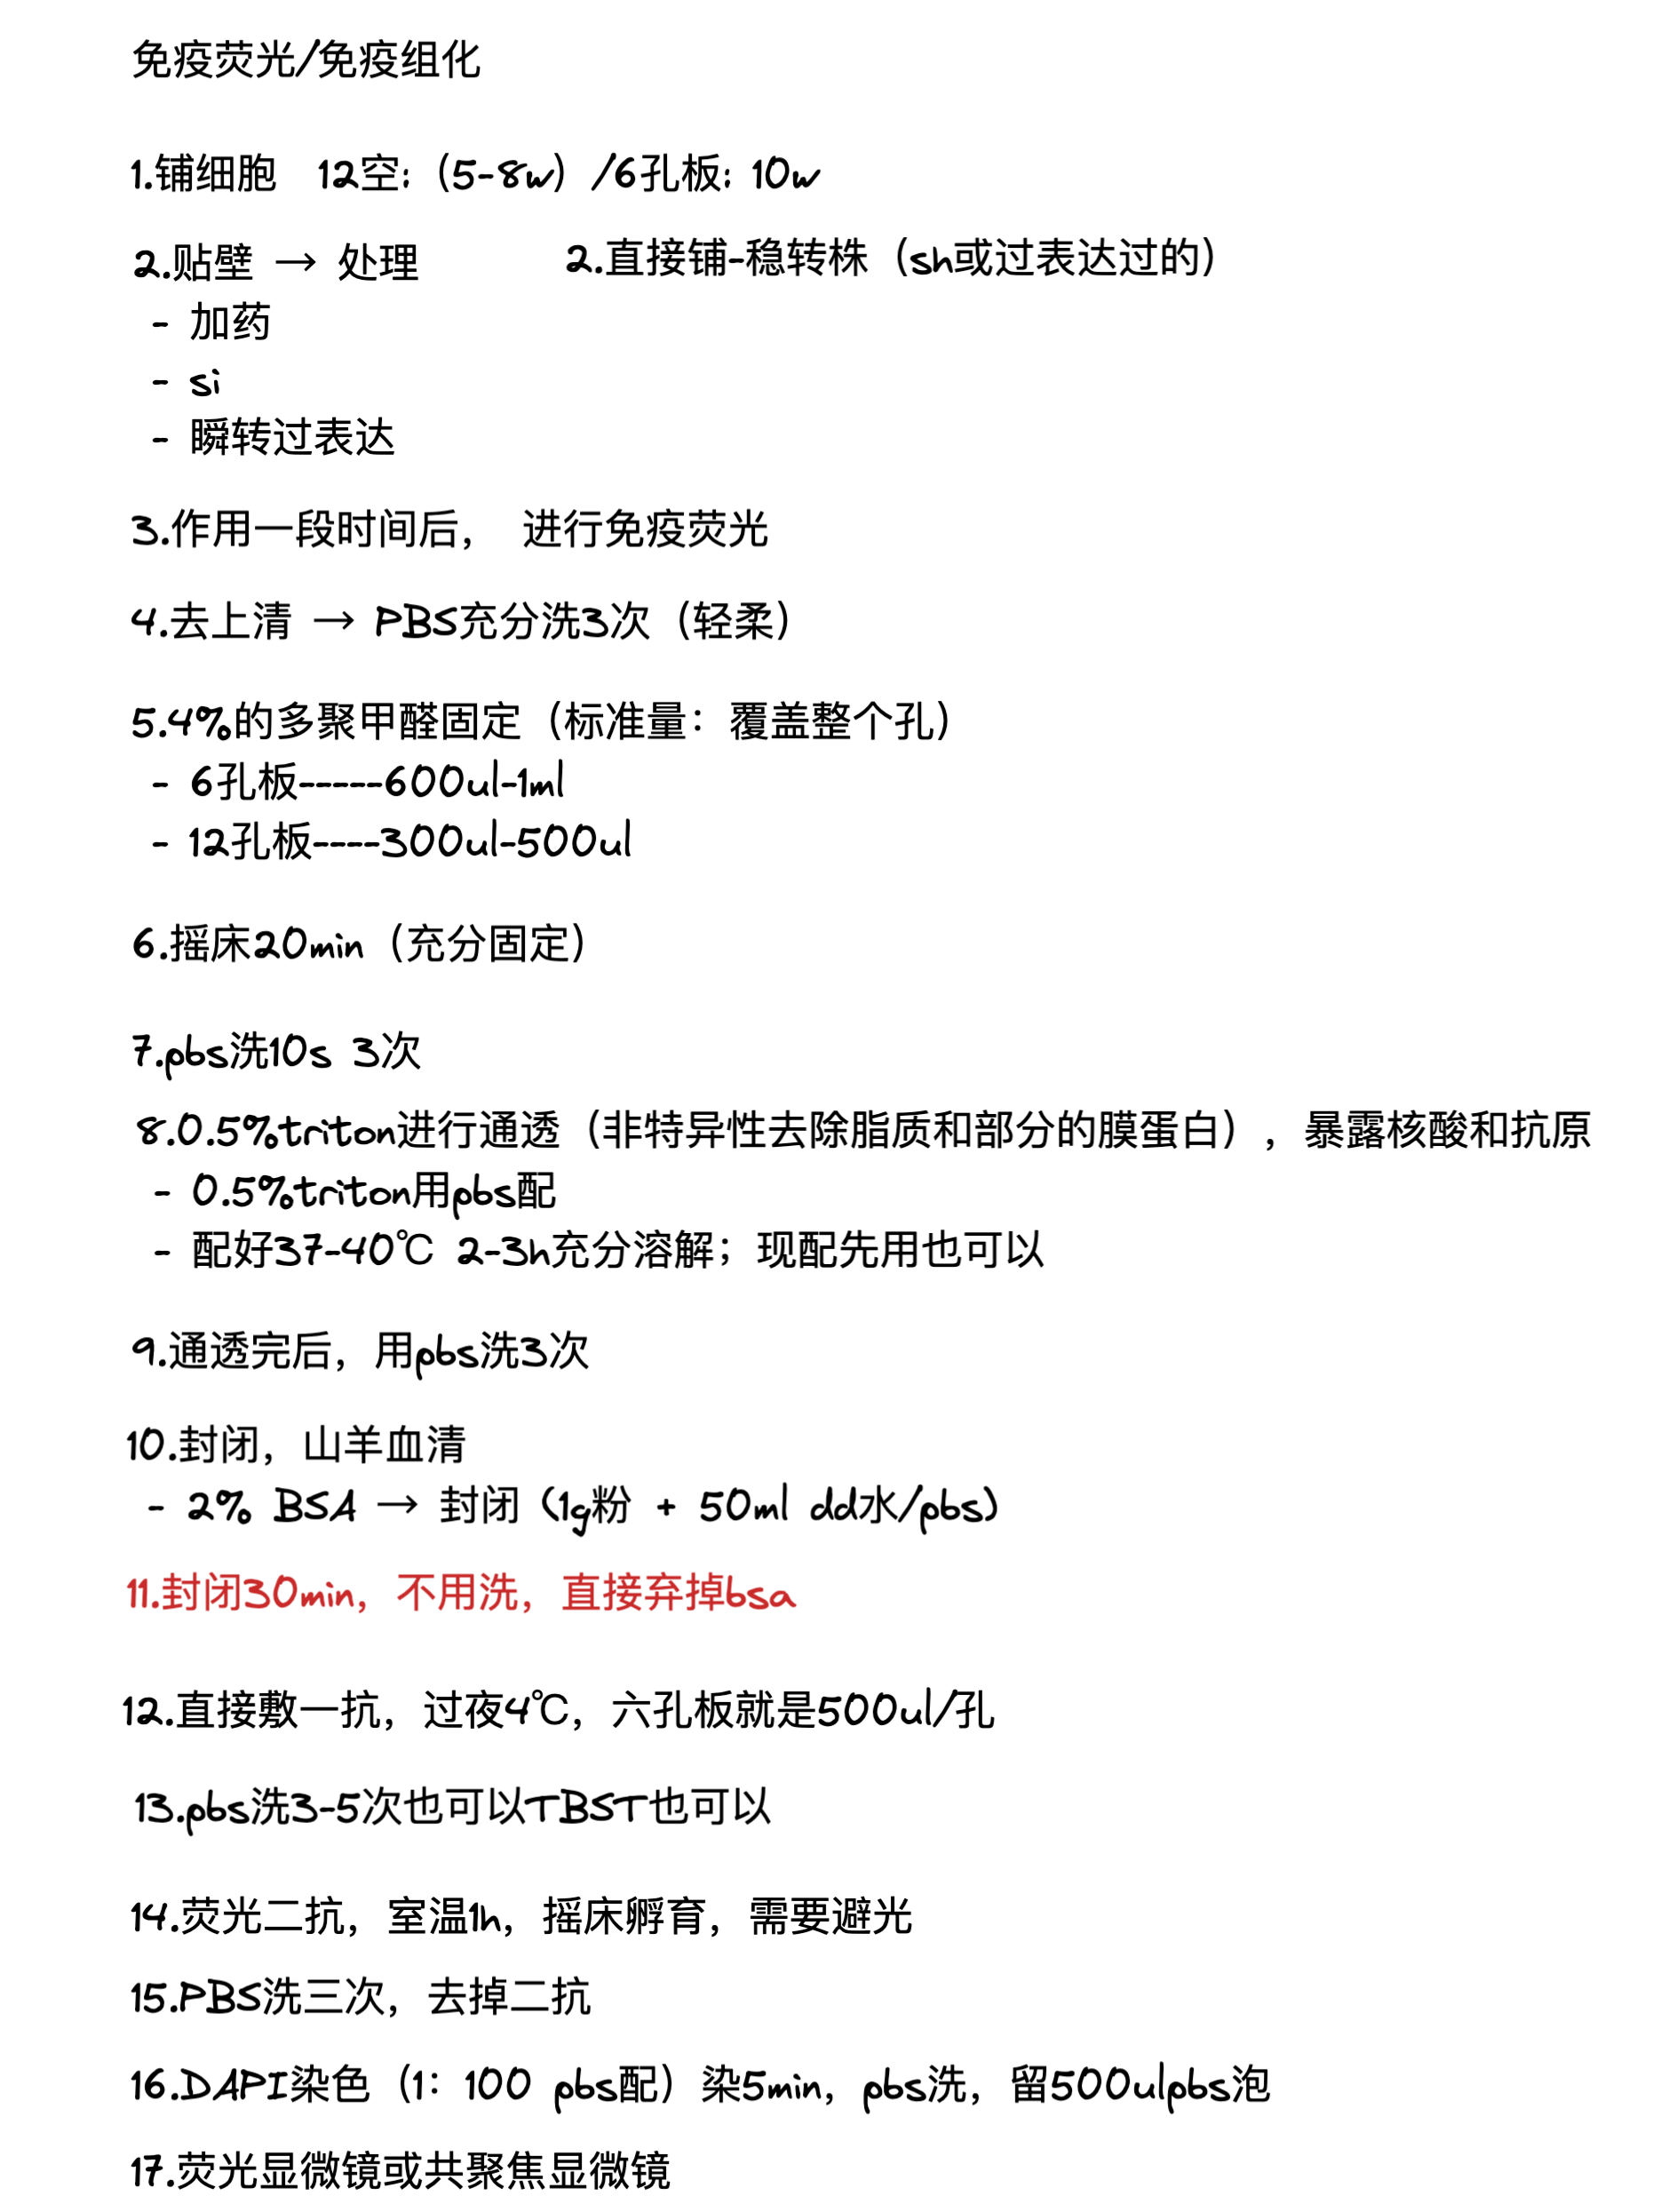 免疫荧光/免疫组化
1.铺细胞 12空:（5-8w）/6孔板: 10w
2.贴壁 → 处理 2.直接铺-稳转株（sh或过表达过的）
- 加药
- si
- 瞬转过表达
3.作用一段时间后， 进行免疫荧光
4.去上清 → PBS充分洗3次（轻柔）
5.4%的多聚甲醛固定（标准量：覆盖整个孔）
- 6孔板-----600ul-1ml
- 12孔板----300ul-500ul
6.摇床20min（充分固定）
7.pbs洗10s 3次
8.0.5%triton进行通透（非特异性去除脂质和部分的膜蛋白），暴露核酸和抗原
- 0.5%triton用pbs配
- 配好37-40℃ 2-3h充分溶解；现配先用也可以
9.通透完后，用pbs洗3次
10.封闭，山羊血清
- 2% BSA → 封闭（1g粉 + 50ml dd水/pbs）
11.封闭30min，不用洗，直接弃掉bsa
12.直接敷一抗，过夜4℃，六孔板就是500ul/孔
13.pbs洗3-5次也可以TBST也可以
14.荧光二抗，室温1h，摇床孵育，需要避光
15.PBS洗三次，去掉二抗
16.DAPI染色（1：100 pbs配）染5min，pbs洗，留500ulpbs泡
17.荧光显微镜或共聚焦显微镜